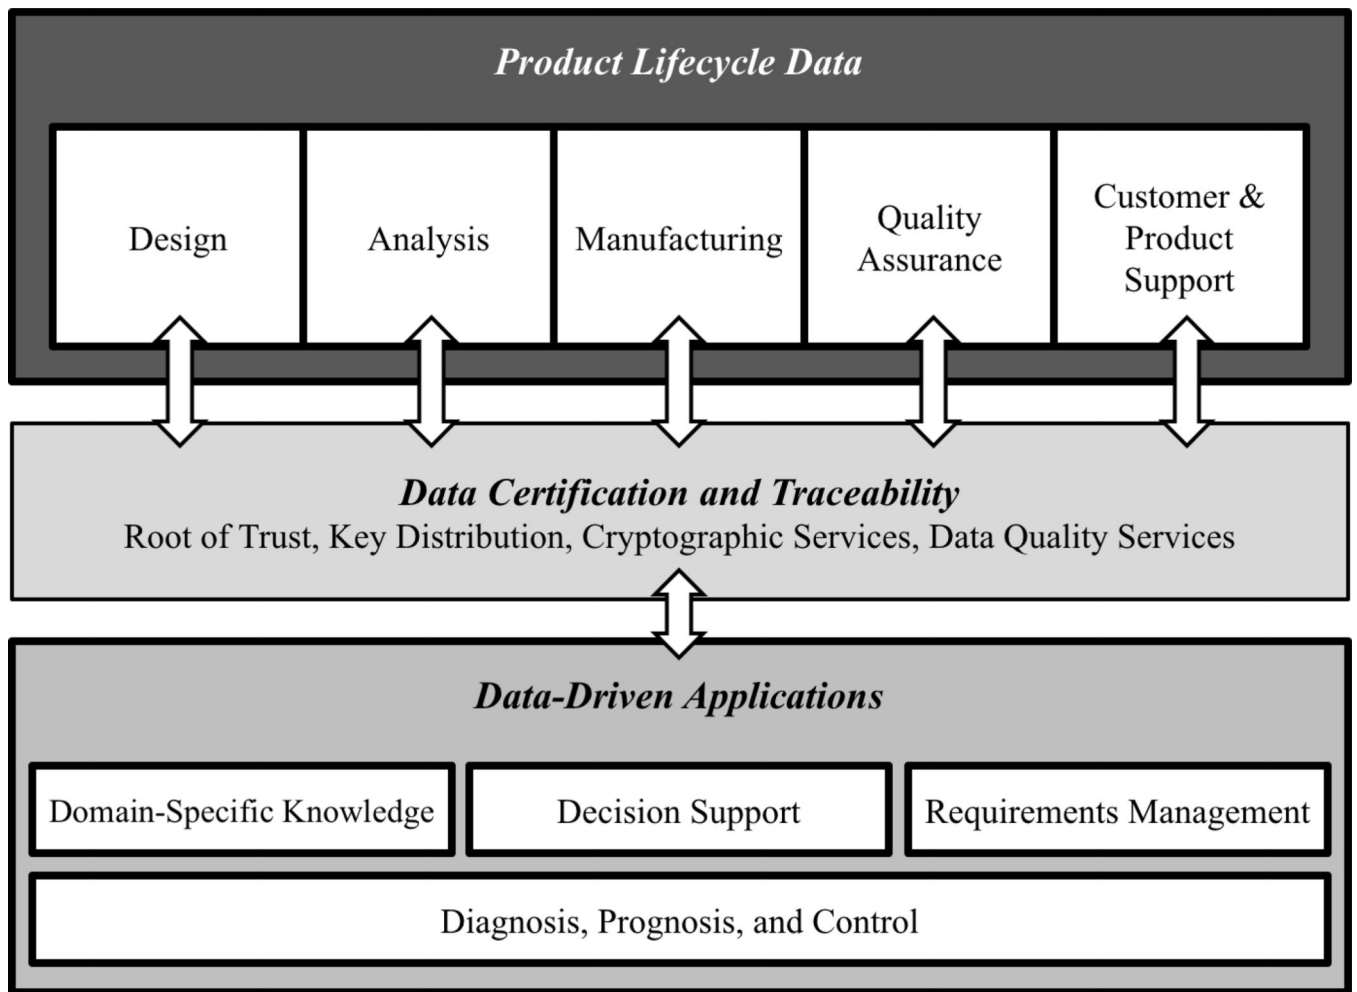 Product Lifecycle Data
Design
Analysis
Manufacturing
Quality
Assurance
Customer &
Product
Support
Data Certification and Traceability
Root of Trust, Key Distribution, Cryptographic Services, Data Quality Services
Data-Driven Applications
Domain-Specific Knowledge
Decision Support
Requirements Management
Diagnosis, Prognosis, and Control